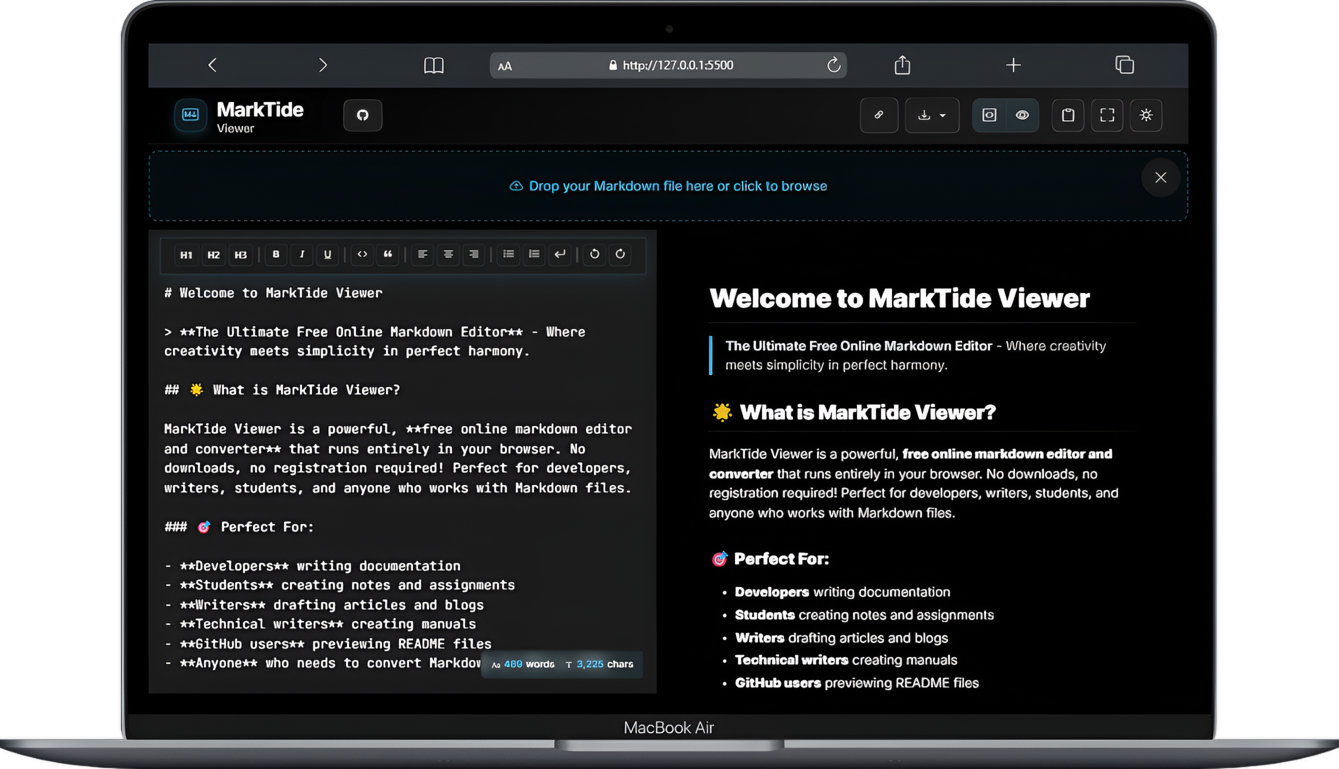 AA http://127.0.0.1:5500
MarkTide
Viewer
Drop your Markdown file here or click to browse
H1 H2 H3 B I U
# Welcome to MarkTide Viewer
> **The Ultimate Free Online Markdown Editor** - Where
creativity meets simplicity in perfect harmony.
## 🌟 What is MarkTide Viewer?
MarkTide Viewer is a powerful, **free online markdown editor
and converter** that runs entirely in your browser. No
downloads, no registration required! Perfect for developers,
writers, students, and anyone who works with Markdown files.
### 🎯 Perfect For:
- **Developers** writing documentation
- **Students** creating notes and assignments
- **Writers** drafting articles and blogs
- **Technical writers** creating manuals
- **GitHub users** previewing README files
- **Anyone** who needs to convert Markdow
Aa 469 words T 3,225 chars
Welcome to MarkTide Viewer
The Ultimate Free Online Markdown Editor - Where creativity
meets simplicity in perfect harmony.
🌟 What is MarkTide Viewer?
MarkTide Viewer is a powerful, free online markdown editor and
converter that runs entirely in your browser. No downloads, no
registration required! Perfect for developers, writers, students, and
anyone who works with Markdown files.
🎯 Perfect For:
• Developers writing documentation
• Students creating notes and assignments
• Writers drafting articles and blogs
• Technical writers creating manuals
• GitHub users previewing README files
MacBook Air